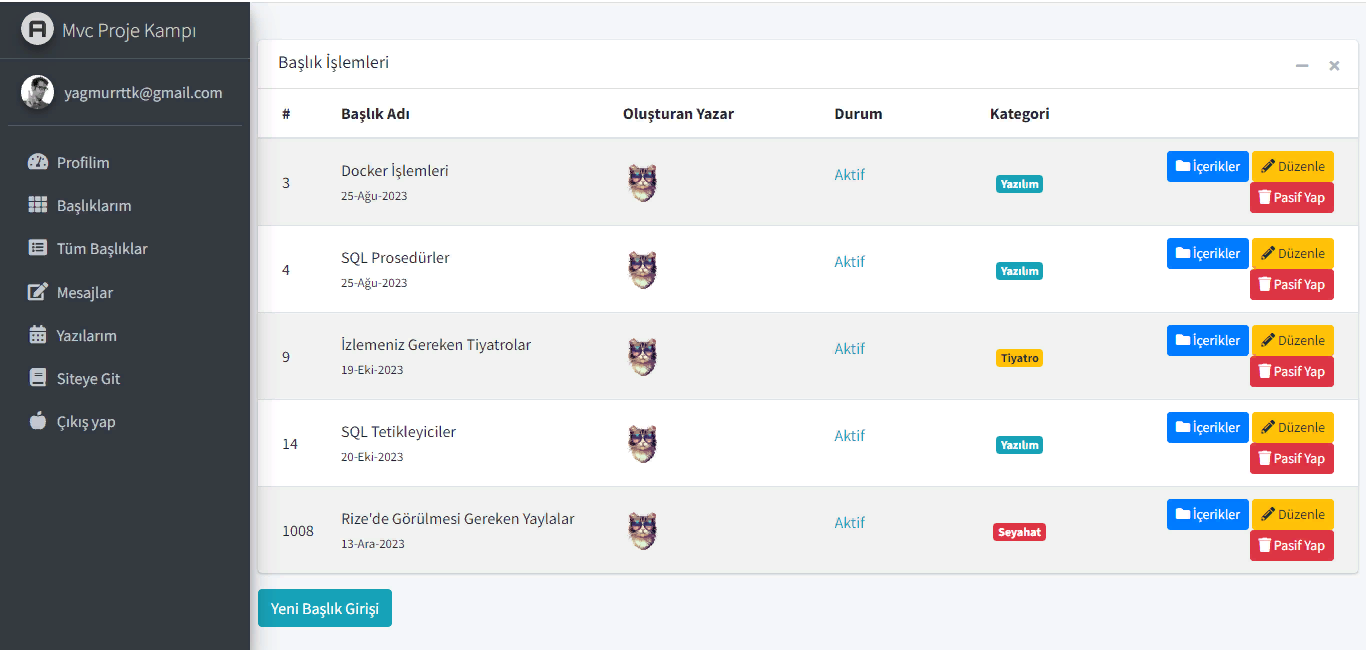 Mvc Proje Kampı
yagmurrttk@gmail.com
Profilim
Başlıklarım
Tüm Başlıklar
Mesajlar
Yazılarım
Siteye Git
Çıkış yap
Başlık İşlemleri
# Başlık Adı Oluşturan Yazar Durum Kategori
3 Docker İşlemleri 25-Ağu-2023 Aktif Yazılım İçerikler Düzenle Pasif Yap
4 SQL Prosedürler 25-Ağu-2023 Aktif Yazılım İçerikler Düzenle Pasif Yap
9 İzlemeniz Gereken Tiyatrolar 19-Eki-2023 Aktif Tiyatro İçerikler Düzenle Pasif Yap
14 SQL Tetikleyiciler 20-Eki-2023 Aktif Yazılım İçerikler Düzenle Pasif Yap
1008 Rize'de Görülmesi Gereken Yaylalar 13-Ara-2023 Aktif Seyahat İçerikler Düzenle Pasif Yap
Yeni Başlık Girişi